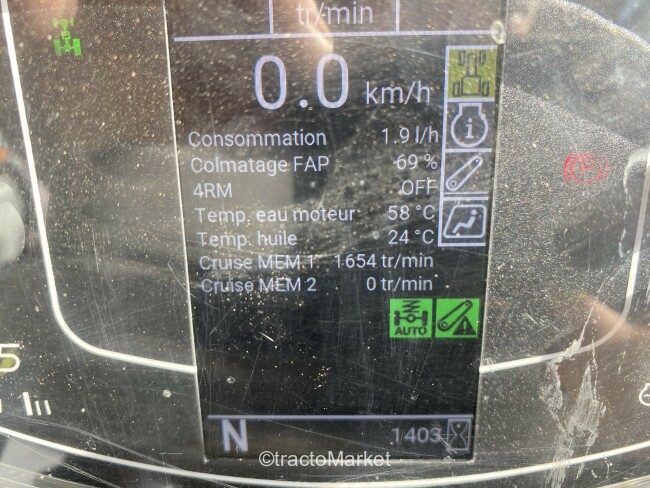 tr/min
0.0 km/h
Consommation 1.9 l/h
Colmatage FAP 69 %
4RM OFF
Temp. eau moteur 58 °C
Temp. huile 24 °C
Cruise MEM 1 1654 tr/min
Cruise MEM 2 0 tr/min
AUTO
5
N 1403
©tractoMarket